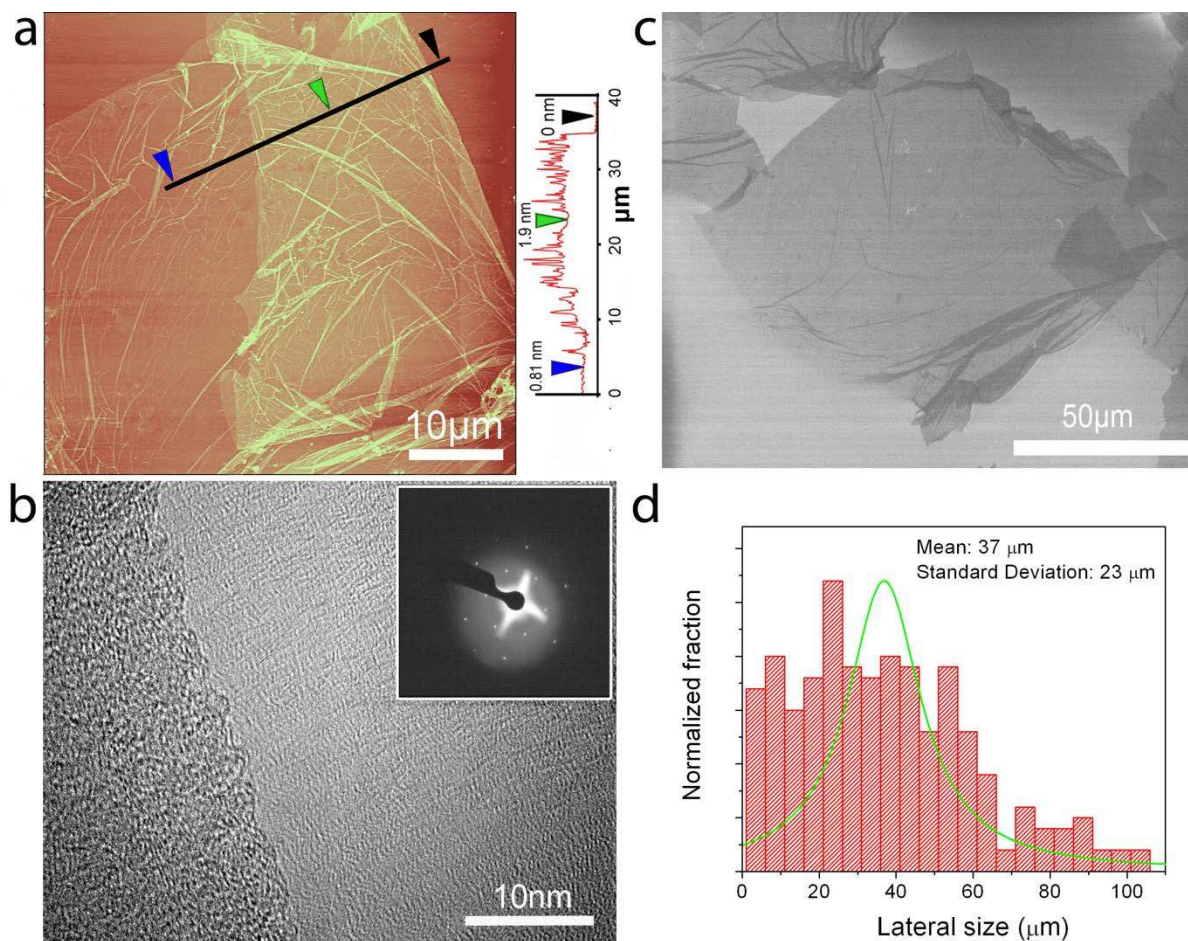 a
0.81 nm
1.9 nm
0 nm
0
10
20
30
40
μm
10μm
c
50μm
b
10nm
d
Mean: 37 μm
Standard Deviation: 23 μm
Normalized fraction
0
20
40
60
80
100
Lateral size (μm)